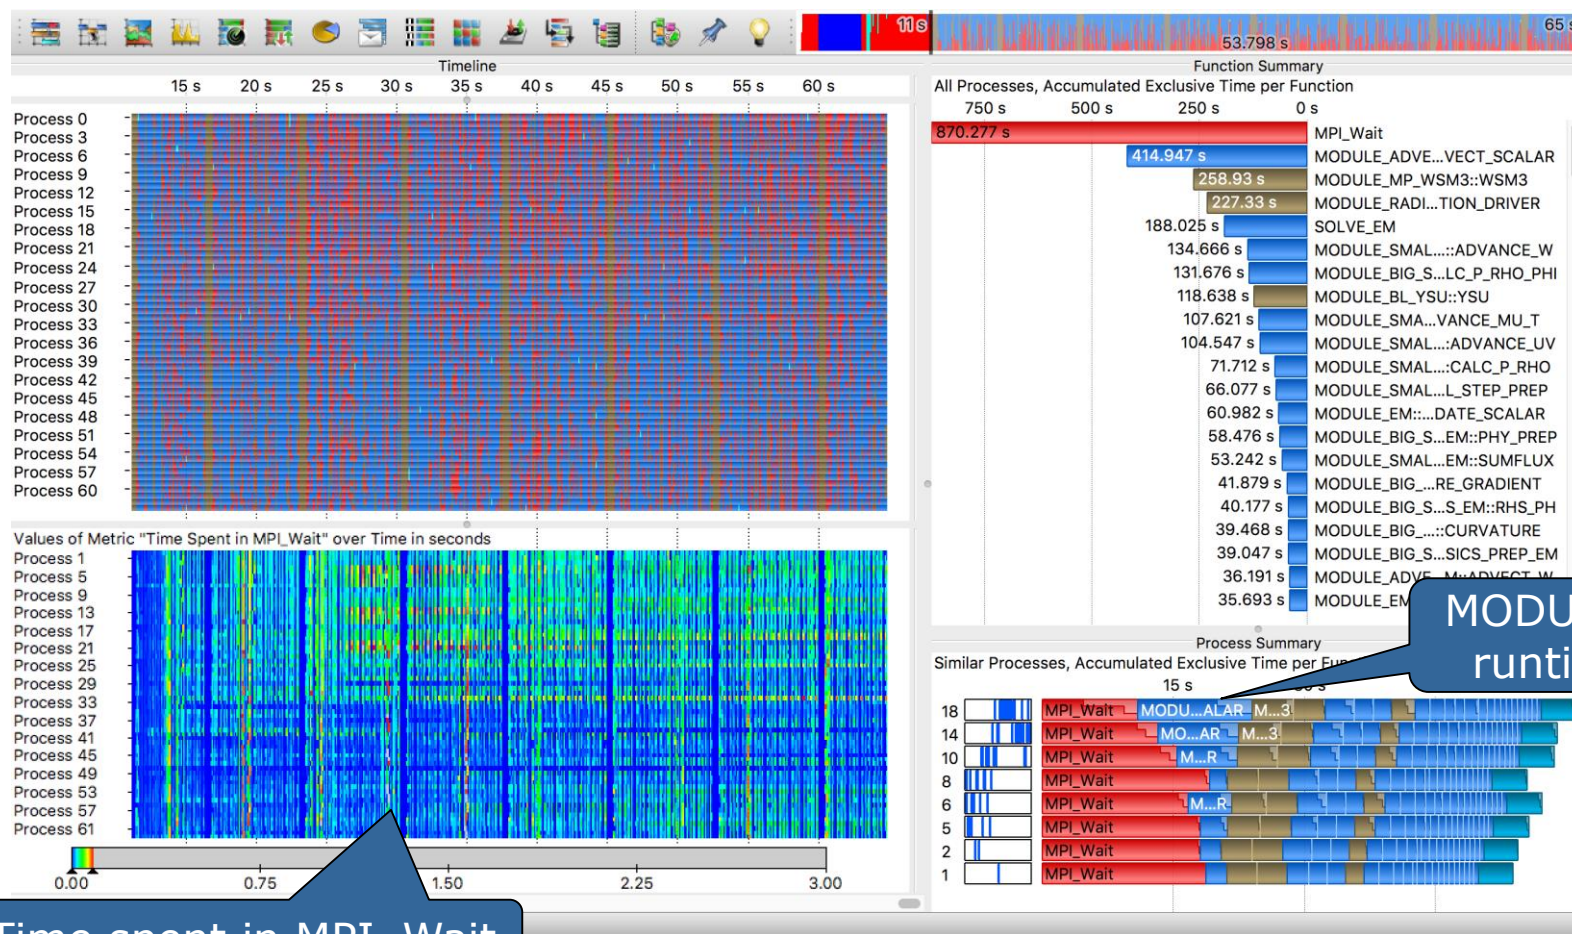 11 s
53.798 s
65 s
Timeline
15 s 20 s 25 s 30 s 35 s 40 s 45 s 50 s 55 s 60 s
Process 0
Process 3
Process 6
Process 9
Process 12
Process 15
Process 18
Process 21
Process 24
Process 27
Process 30
Process 33
Process 36
Process 39
Process 42
Process 45
Process 48
Process 51
Process 54
Process 57
Process 60
Values of Metric "Time Spent in MPI_Wait" over Time in seconds
Process 1
Process 5
Process 9
Process 13
Process 17
Process 21
Process 25
Process 29
Process 33
Process 37
Process 41
Process 45
Process 49
Process 53
Process 57
Process 61
0.00 0.75 1.50 2.25 3.00
Time spent in MPI_Wait
Function Summary
All Processes, Accumulated Exclusive Time per Function
750 s 500 s 250 s 0 s
870.277 s MPI_Wait
414.947 s MODULE_ADVE...VECT_SCALAR
258.93 s MODULE_MP_WSM3::WSM3
227.33 s MODULE_RADI...TION_DRIVER
188.025 s SOLVE_EM
134.666 s MODULE_SMAL...::ADVANCE_W
131.676 s MODULE_BIG_S...LC_P_RHO_PHI
118.638 s MODULE_BL_YSU::YSU
107.621 s MODULE_SMA...VANCE_MU_T
104.547 s MODULE_SMAL...:ADVANCE_UV
71.712 s MODULE_SMAL...:CALC_P_RHO
66.077 s MODULE_SMAL...L_STEP_PREP
60.982 s MODULE_EM::...DATE_SCALAR
58.476 s MODULE_BIG_S...EM::PHY_PREP
53.242 s MODULE_SMAL...EM::SUMFLUX
41.879 s MODULE_BIG_...RE_GRADIENT
40.177 s MODULE_BIG_S...S_EM::RHS_PH
39.468 s MODULE_BIG_...::CURVATURE
39.047 s MODULE_BIG_S...SICS_PREP_EM
36.191 s MODULE_ADVE...M::ADVECT_W
35.693 s MODULE_EM
MODU
runti
Process Summary
Similar Processes, Accumulated Exclusive Time per Fun
15 s
18 MPI_Wait MODU...ALAR M...3
14 MPI_Wait MO...AR M...3
10 MPI_Wait M...R
8 MPI_Wait
6 MPI_Wait M...R
5 MPI_Wait
2 MPI_Wait
1 MPI_Wait